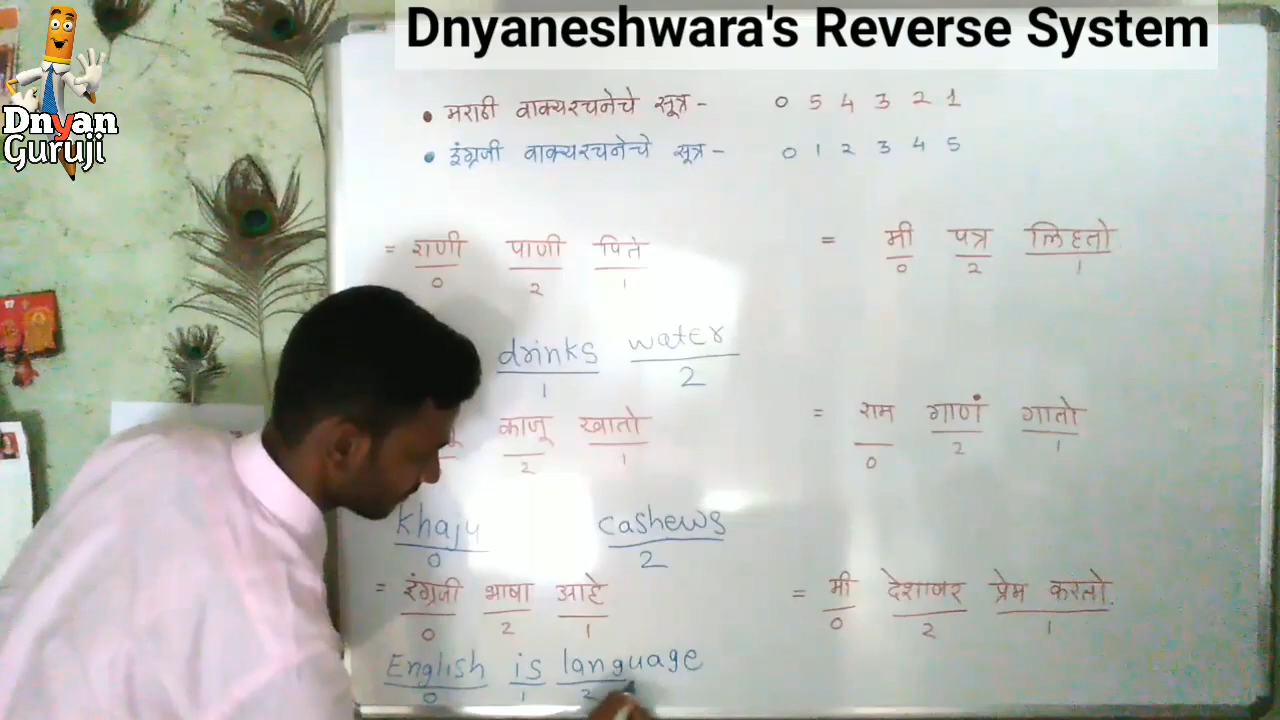 Dnyaneshwara's Reverse System
Dnyan
Guruji
• मराठी वाक्यरचनेचे सूत्र - 0 5 4 3 2 1
• इंग्रजी वाक्यरचनेचे सूत्र - 0 1 2 3 4 5
= राणी पाणी पिते
0 2 1
= मी पत्र लिहतो
0 2 1
drinks water
1 2
काजू खातो
2 1
= राम गाणं गातो
0 2 1
khaju cashews
0 2
= इंग्रजी भाषा आहे
0 2 1
= मी देशावर प्रेम करतो.
0 2 1
English is language
0 1 2